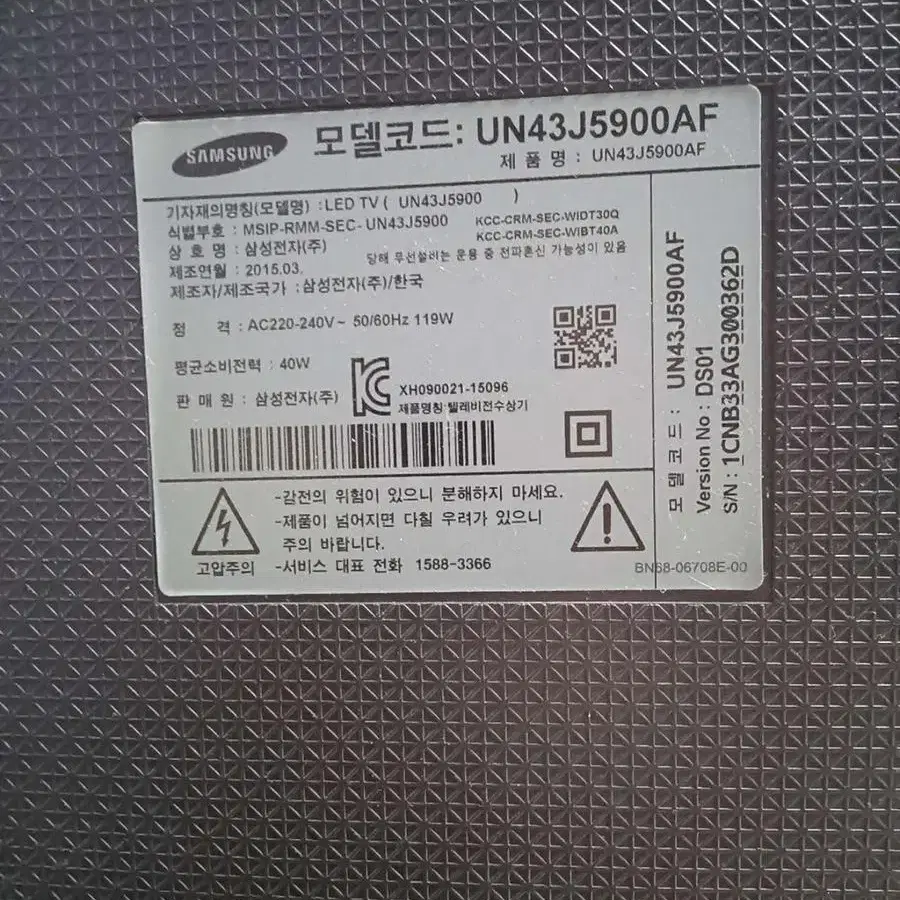 SAMSUNG
모델코드: UN43J5900AF
제 품 명 : UN43J5900AF
기자재의명칭(모델명) :LED TV ( UN43J5900 )
식별부호 : MSIP-RMM-SEC-UN43J5900
KCC-CRM-SEC-WIDT30Q
KCC-CRM-SEC-WIBT40A
상 호 명 : 삼성전자(주)
당해 무선설비는 운용 중 전파혼신 가능성이 있음
제조연월 : 2015.03.
제조자/제조국가 :삼성전자(주)/한국
정 격 : AC220-240V~ 50/60Hz 119W
평균소비전력 : 40W
판 매 원 : 삼성전자(주)
XH090021-15096
제품명칭:텔레비전수상기
고압주의
-감전의 위험이 있으니 분해하지 마세요.
-제품이 넘어지면 다칠 우려가 있으니
주의 바랍니다.
-서비스 대표 전화 1588-3366
모 델 코 드 : UN43J5900AF
Version No : DS01
S/N : 1CNB33AG300362D
BN68-06708E-00